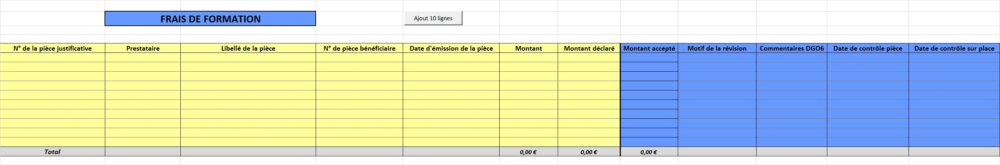 FRAIS DE FORMATION
Ajout 10 lignes
N° de la pièce justificative Prestataire Libellé de la pièce N° de pièce bénéficiaire Date d'émission de la pièce Montant Montant déclaré Montant accepté Motif de la révision Commentaires DGO6 Date de contrôle pièce Date de contrôle sur place
Total 0,00 € 0,00 € 0,00 €